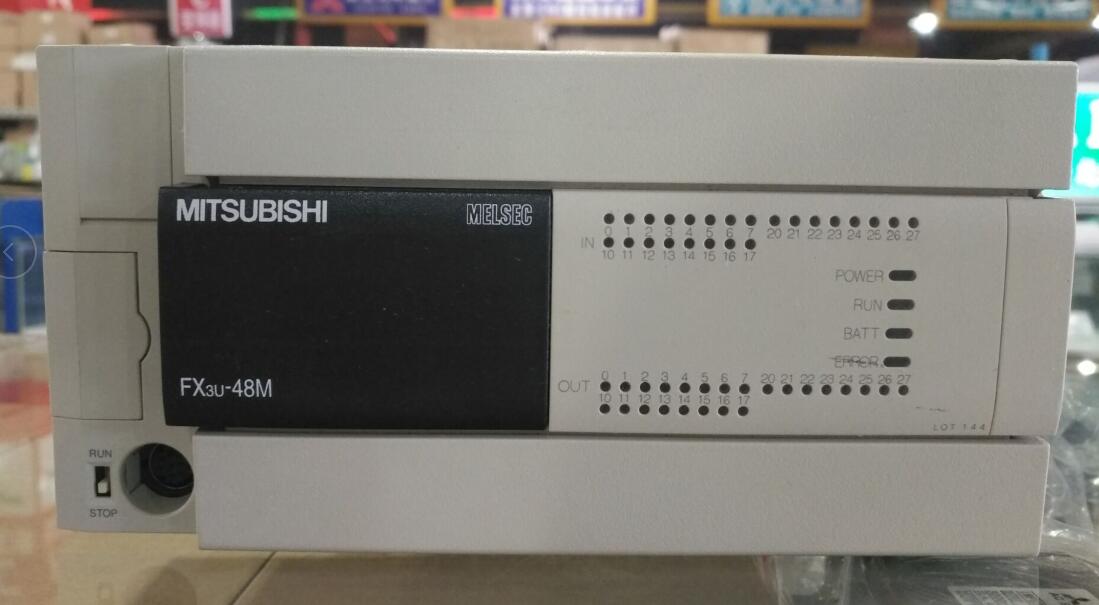 MITSUBISHI MELSEC
FX3U-48M
IN
0 1 2 3 4 5 6 7 20 21 22 23 24 25 26 27
10 11 12 13 14 15 16 17
POWER
RUN
BATT
ERROR
OUT
0 1 2 3 4 5 6 7 20 21 22 23 24 25 26 27
10 11 12 13 14 15 16 17
LOT 144
RUN
STOP